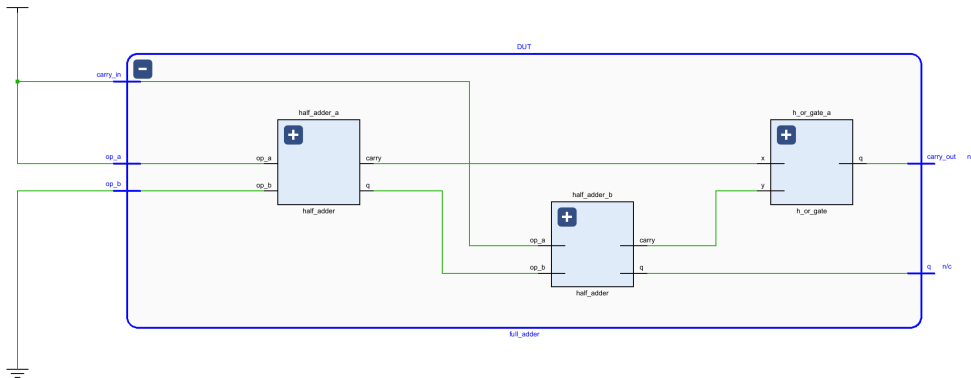 DUT
carry_in
half_adder_a
h_or_gate_a
op_a
op_a
carry
x
q
carry_out n
op_b
op_b
q
y
half_adder_b
half_adder
h_or_gate
op_a
carry
op_b
q
q n/c
half_adder
full_adder